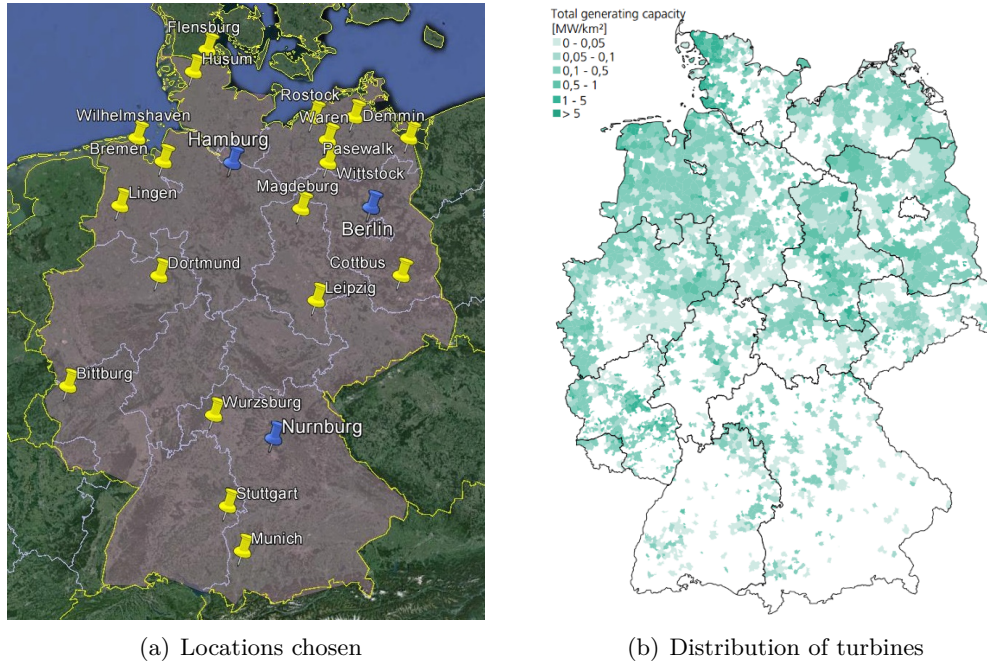 Flensburg
Husum
Rostock
Wilhelmshaven
Waren
Demmin
Hamburg
Bremen
Pasewalk
Wittstock
Lingen
Magdeburg
Berlin
Dortmund
Cottbus
Leipzig
Bittburg
Wurzsburg
Nurnburg
Stuttgart
Munich
(a) Locations chosen
Total generating capacity
[MW/km²]
0 - 0,05
0,05 - 0,1
0,1 - 0,5
0,5 - 1
1 - 5
> 5
(b) Distribution of turbines